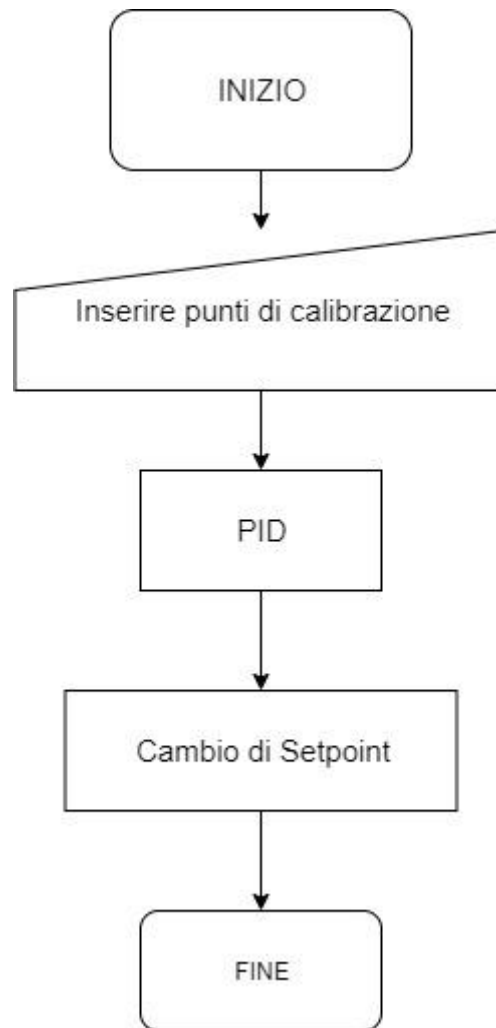 INIZIO
Inserire punti di calibrazione
PID
Cambio di Setpoint
FINE